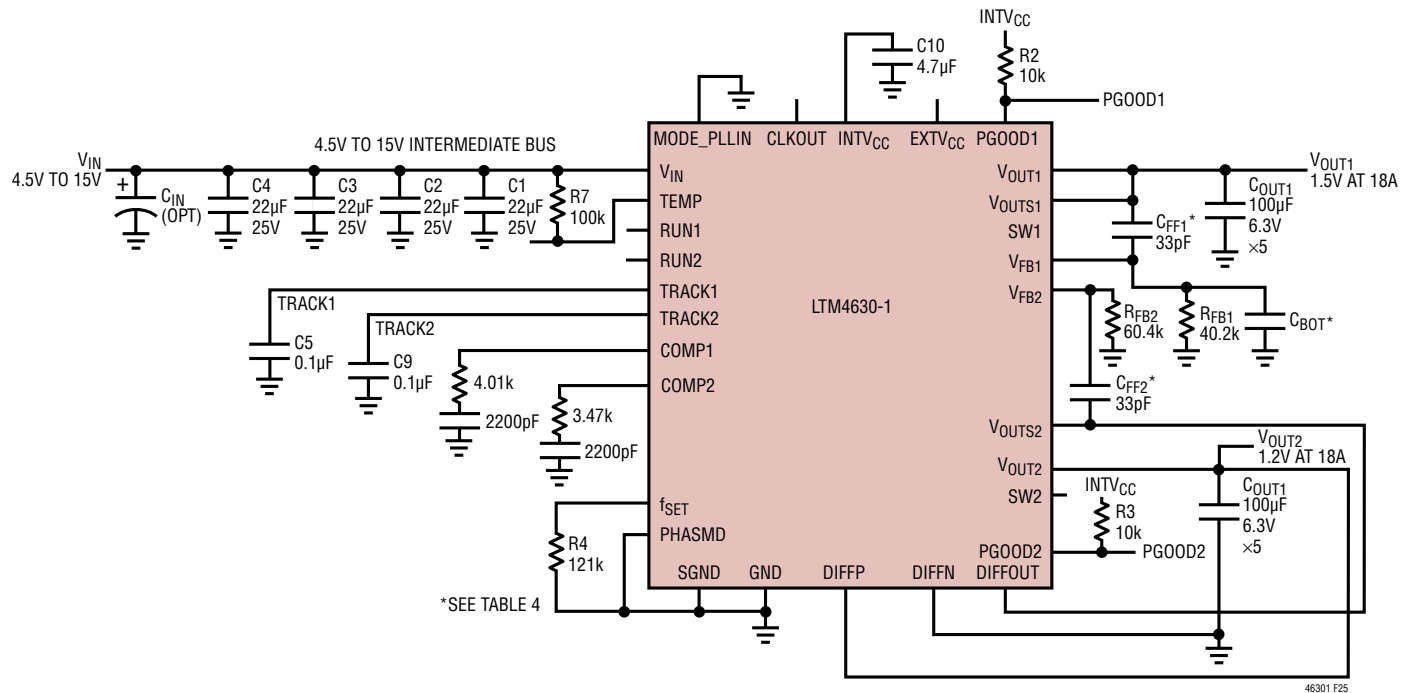 INTVCC
C10
4.7µF
R2
10k
PGOOD1
MODE_PLLIN CLKOUT INTVCC EXTVCC PGOOD1
4.5V TO 15V INTERMEDIATE BUS
VIN
4.5V TO 15V
+
CIN
(OPT)
C4
22µF
25V
C3
22µF
25V
C2
22µF
25V
C1
22µF
25V
R7
100k
VIN
TEMP
RUN1
RUN2
TRACK1
TRACK2
COMP1
COMP2
fSET
PHASMD
LTM4630-1
VOUT1
VOUTS1
SW1
VFB1
VFB2
VOUTS2
VOUT2
SW2
PGOOD2
SGND GND DIFFP DIFFN DIFFOUT
VOUT1
1.5V AT 18A
COUT1
100µF
6.3V
×5
CFF1*
33pF
RFB2
60.4k
RFB1
40.2k
CBOT*
CFF2*
33pF
TRACK1
C5
0.1µF
TRACK2
C9
0.1µF
4.01k
2200pF
3.47k
2200pF
VOUT2
1.2V AT 18A
INTVCC
R3
10k
PGOOD2
COUT1
100µF
6.3V
×5
R4
121k
*SEE TABLE 4
46301 F25